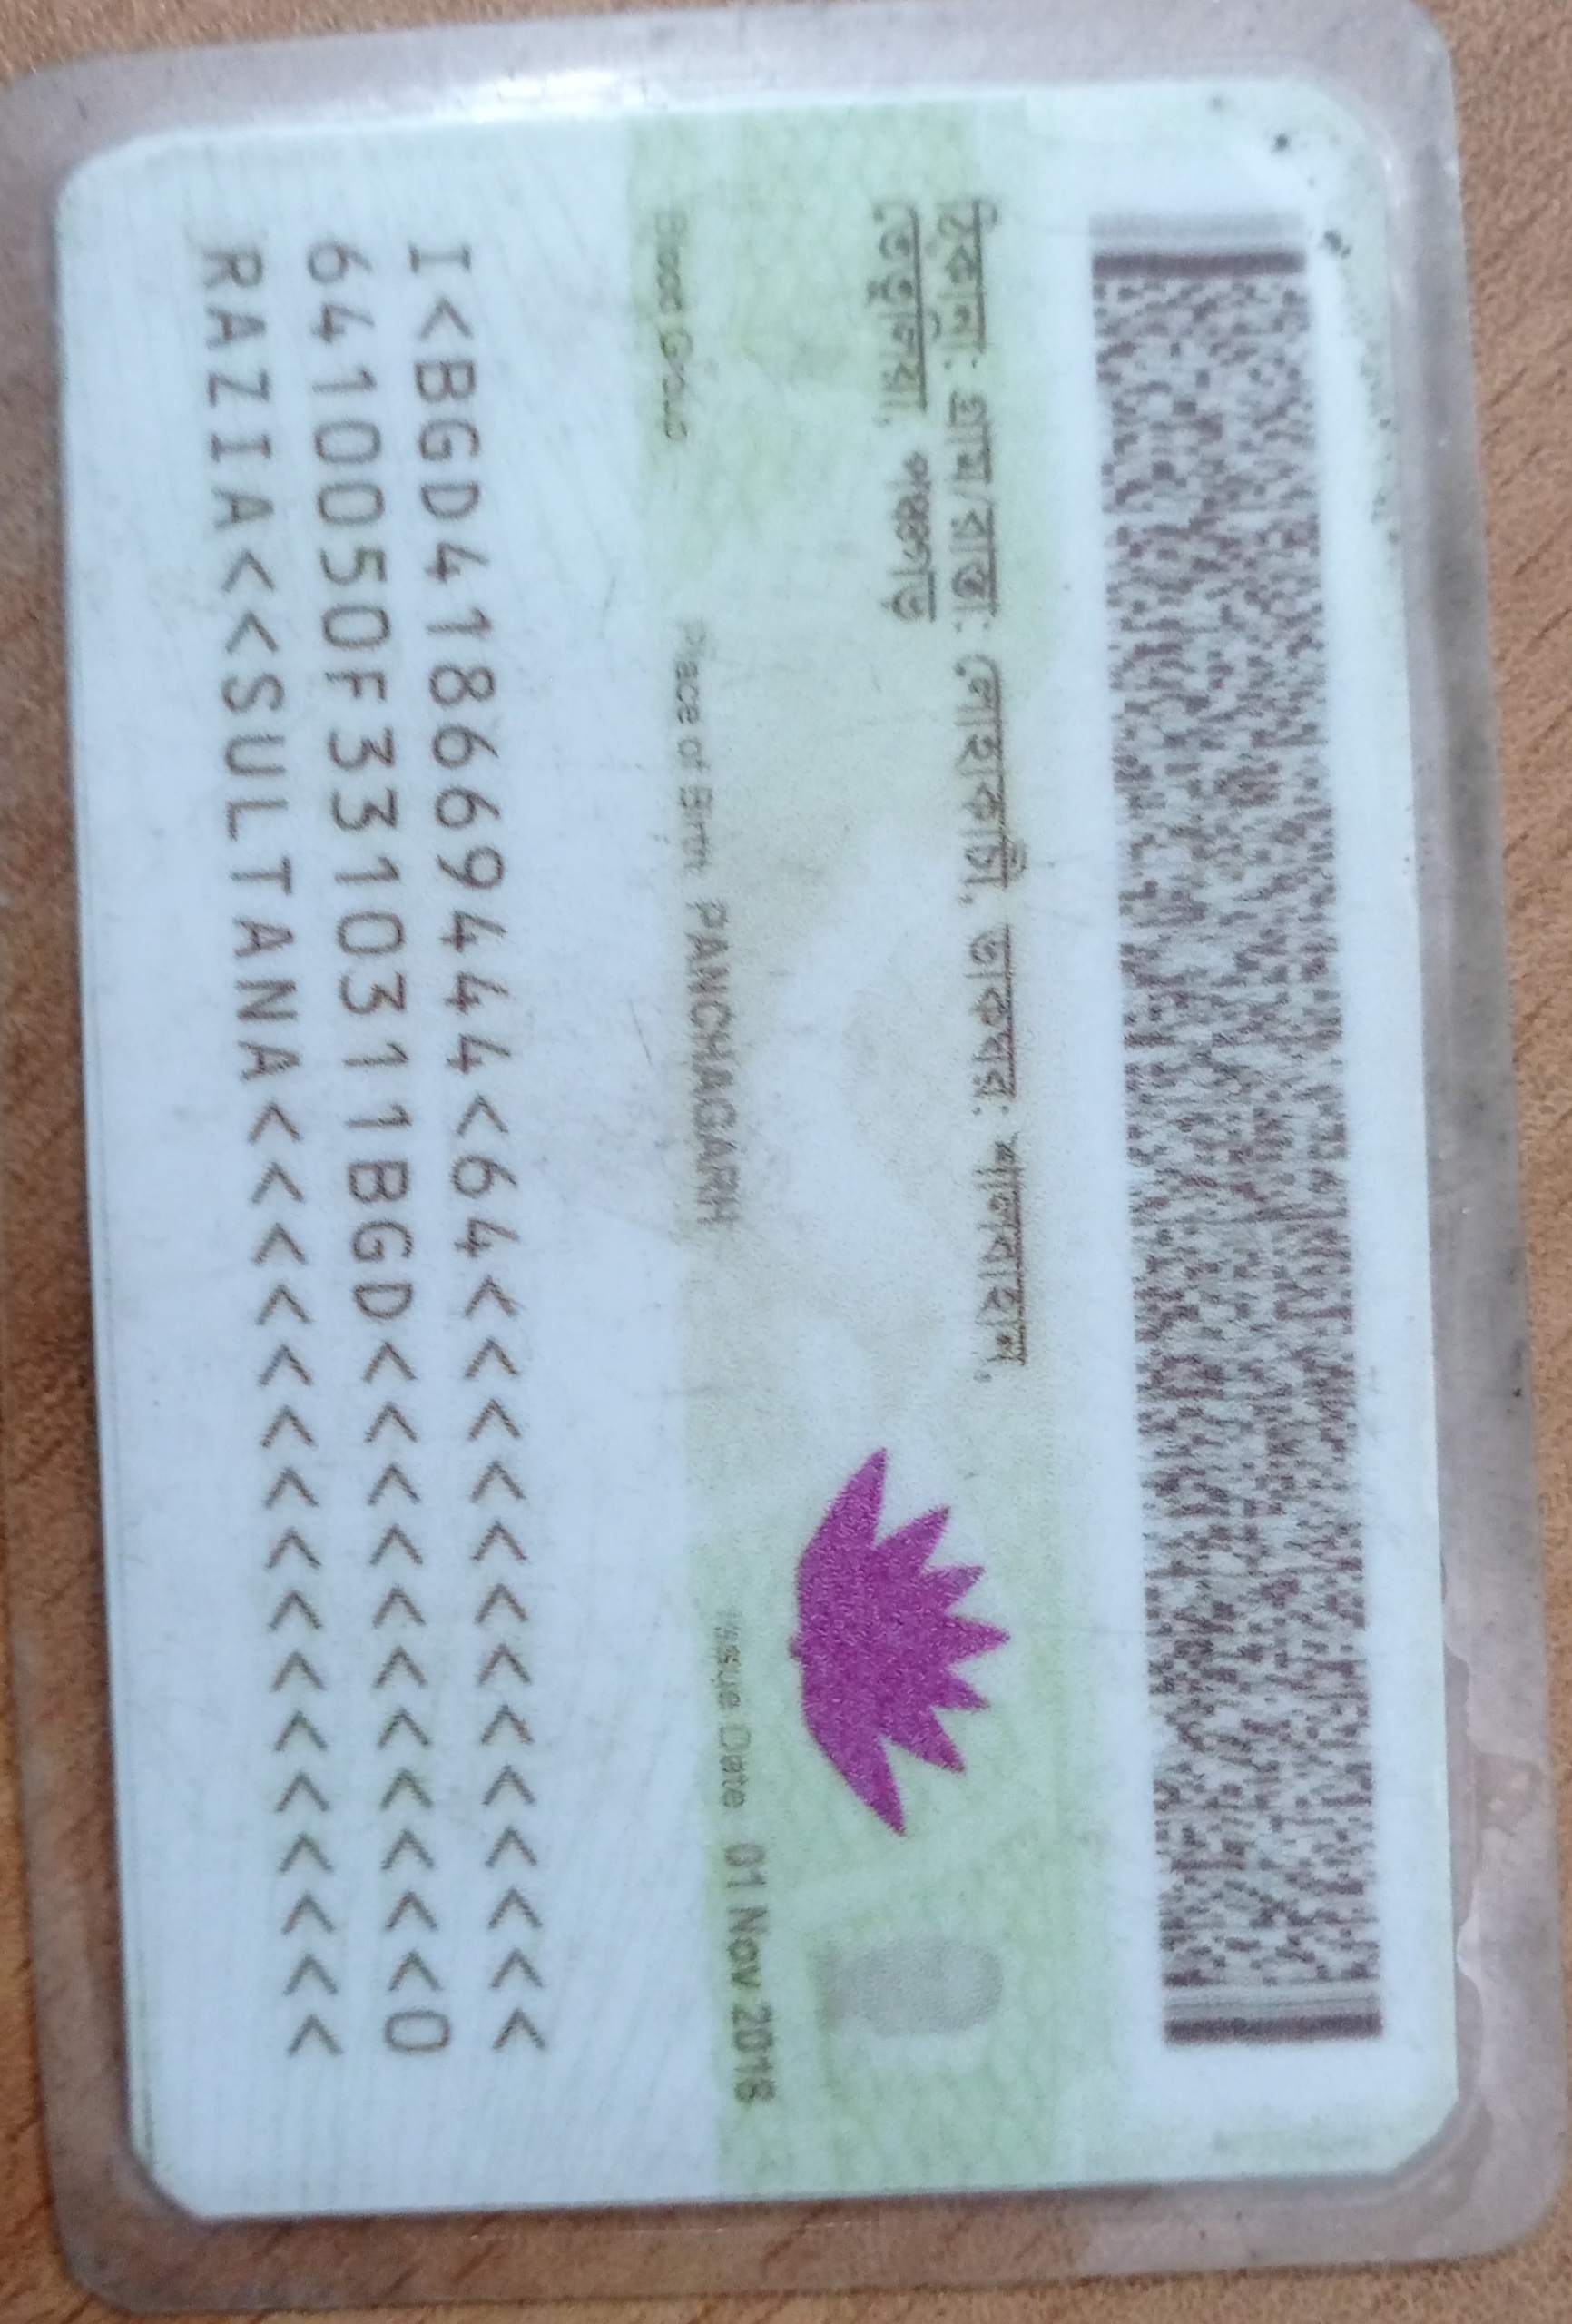 ঠিকানা: গ্রাম/রাস্তা: লোহাকাচী, ডাকঘর: শালবাহান,
তেতুলিয়া, পঞ্চগড়
Blood Group
Place of Birth PANCHAGARH
Issue Date 01 Nov 2018
I<BGD4186694444<64<<<<<<<<<<<<
6410050F3310311BGD<<<<<<<<<<<0
RAZIA<<SULTANA<<<<<<<<<<<<<<<<